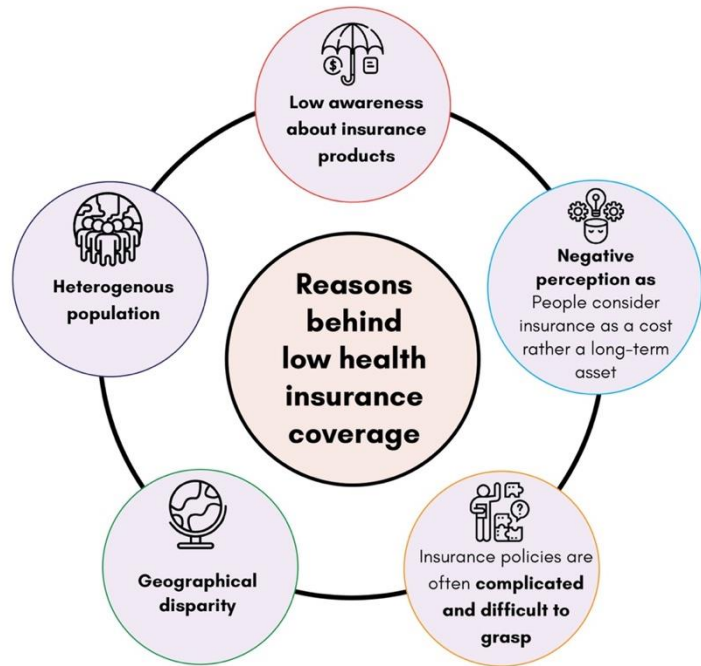 Low awareness
about insurance
products
Negative
perception as
People consider
insurance as a cost
rather a long-term
asset
Insurance policies are
often complicated
and difficult to
grasp
Geographical
disparity
Heterogenous
population
Reasons
behind
low health
insurance
coverage